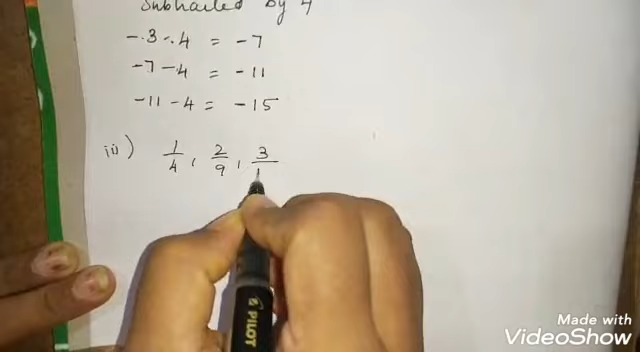 Subtracted by 4
-3-4 = -7
-7-4 = -11
-11-4 = -15
iii) 1/4, 2/9, 3/1
PILOT
Made with
VideoShow